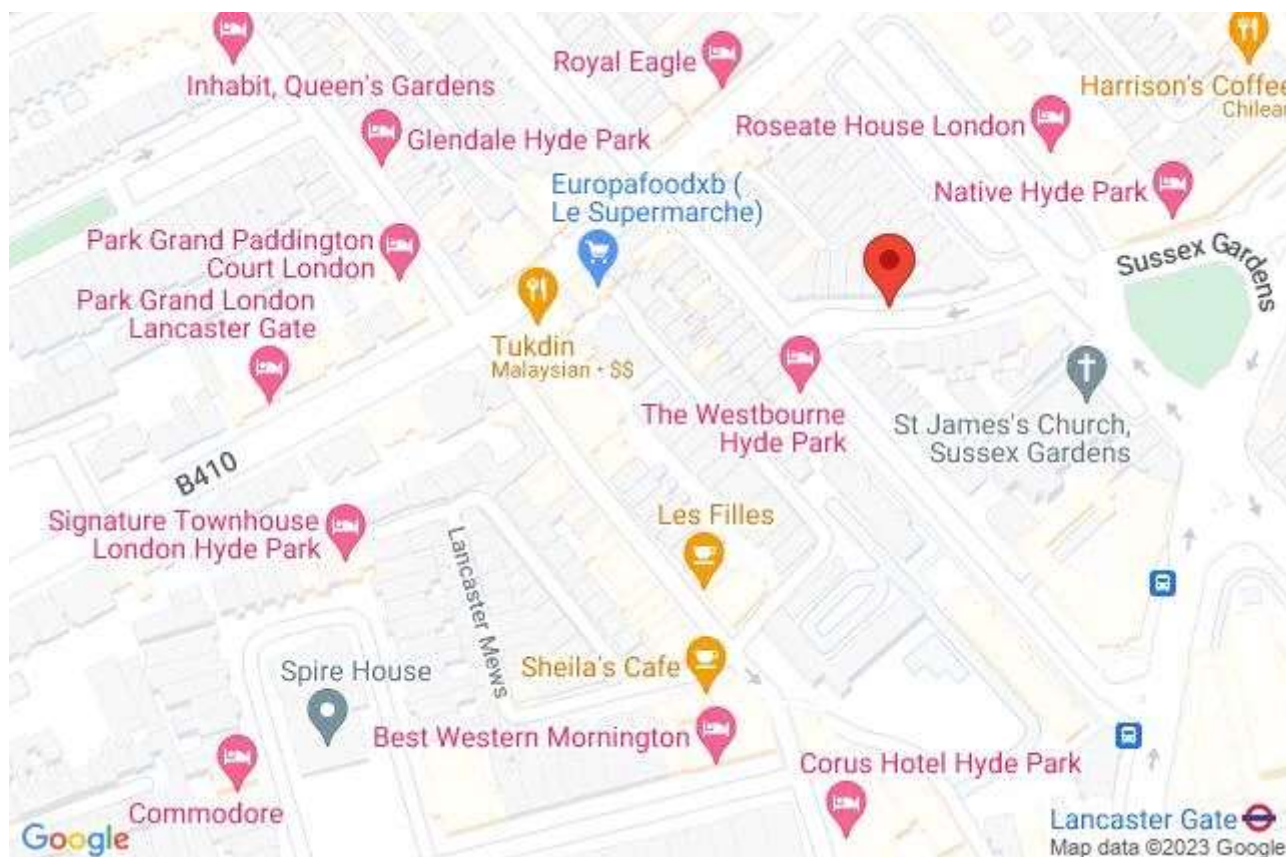 Inhabit, Queen's Gardens
Royal Eagle
Harrison's Coffee
Chilean
Glendale Hyde Park
Roseate House London
Europafoodxb (
Le Supermarche)
Native Hyde Park
Park Grand Paddington
Court London
Sussex Gardens
Park Grand London
Lancaster Gate
Tukdin
Malaysian • $$
The Westbourne
Hyde Park
St James's Church,
Sussex Gardens
B410
Signature Townhouse
London Hyde Park
Les Filles
Lancaster Mews
Spire House
Sheila's Cafe
Best Western Mornington
Corus Hotel Hyde Park
Commodore
Lancaster Gate
Google
Map data ©2023 Google